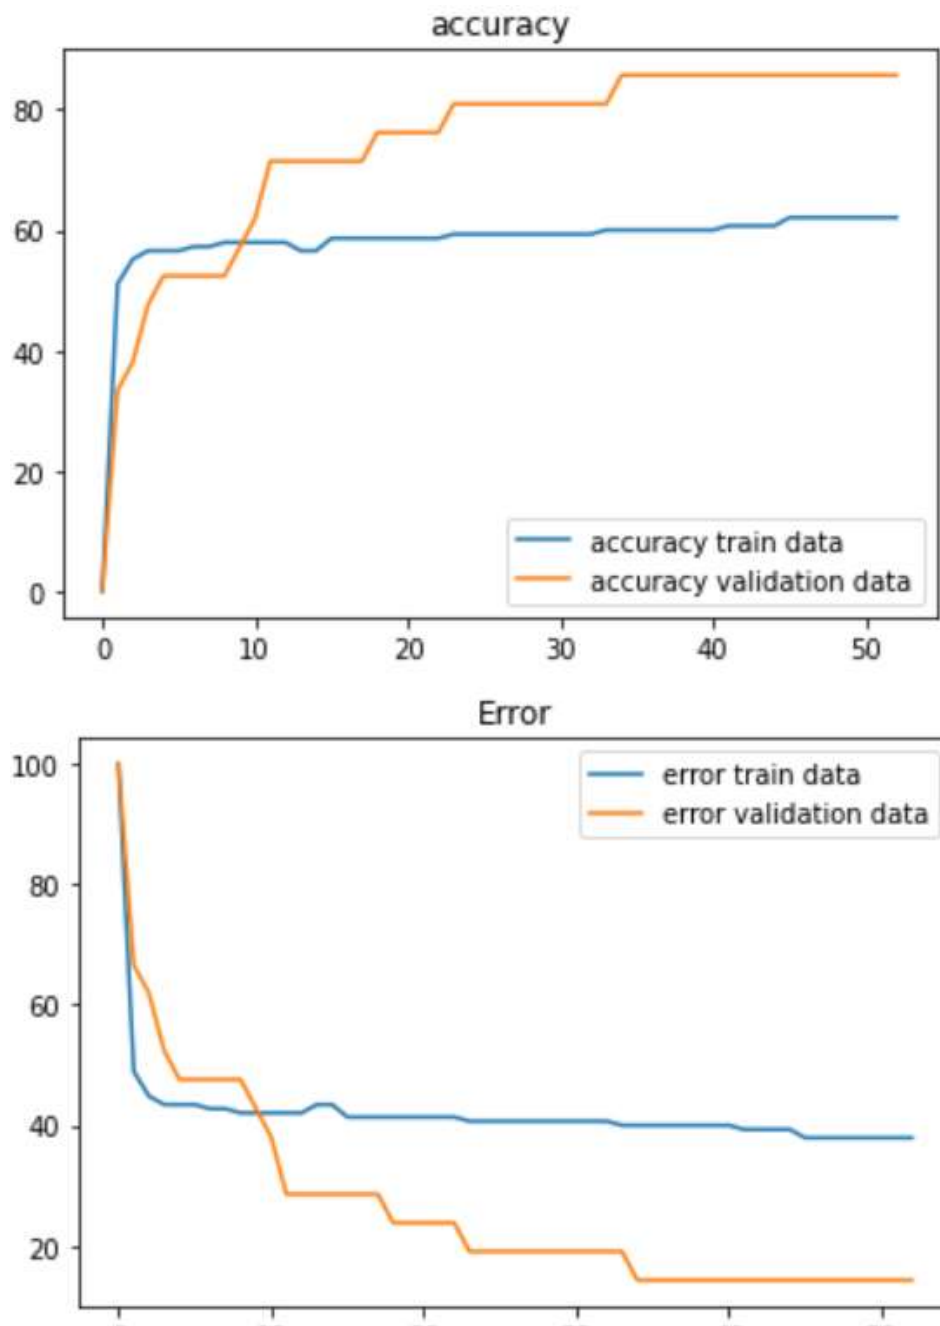 accuracy
80
60
40
20
0
accuracy train data
accuracy validation data
0 10 20 30 40 50
Error
100
80
60
40
20
error train data
error validation data